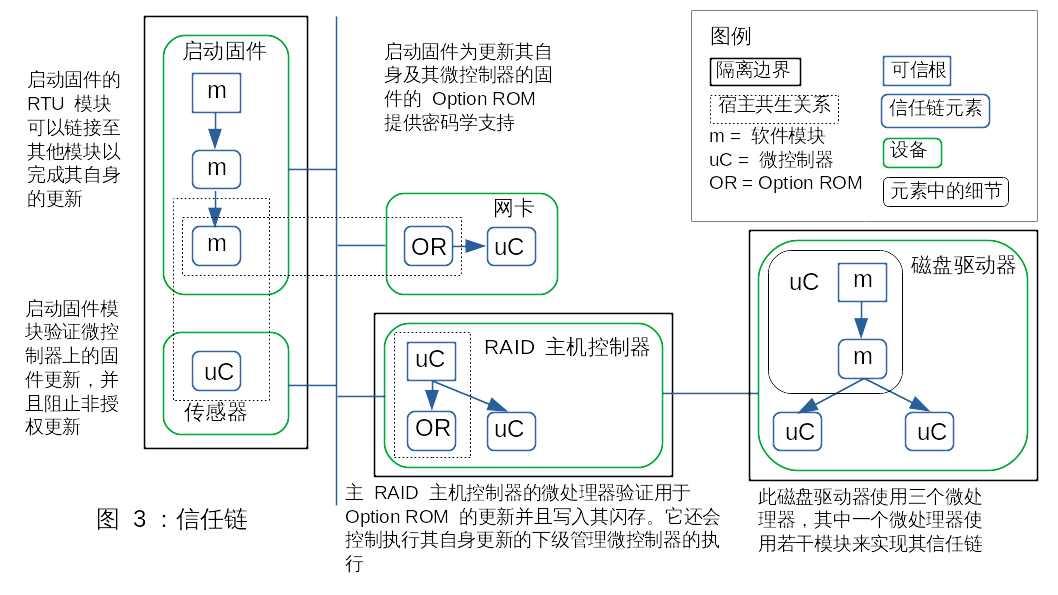 启动固件的
RTU 模块
可以链接至
其他模块以
完成其自身
的更新
启动固件
m
m
m
启动固件模
块验证微控
制器上的固
件更新，并
且阻止非授
权更新
uC
传感器
启动固件为更新其自
身及其微控制器的固
件的 Option ROM
提供密码学支持
网卡
OR
uC
RAID 主机控制器
uC
OR
uC
主 RAID 主机控制器的微处理器验证用于
Option ROM 的更新并且写入其闪存。它还会
控制执行其自身更新的下级管理微控制器的执
行
图例
隔离边界
可信根
宿主共生关系
信任链元素
m = 软件模块
uC = 微控制器
OR = Option ROM
设备
元素中的细节
磁盘驱动器
uC
m
m
uC
uC
此磁盘驱动器使用三个微处
理器，其中一个微处理器使
用若干模块来实现其信任链
图 3 ：信任链